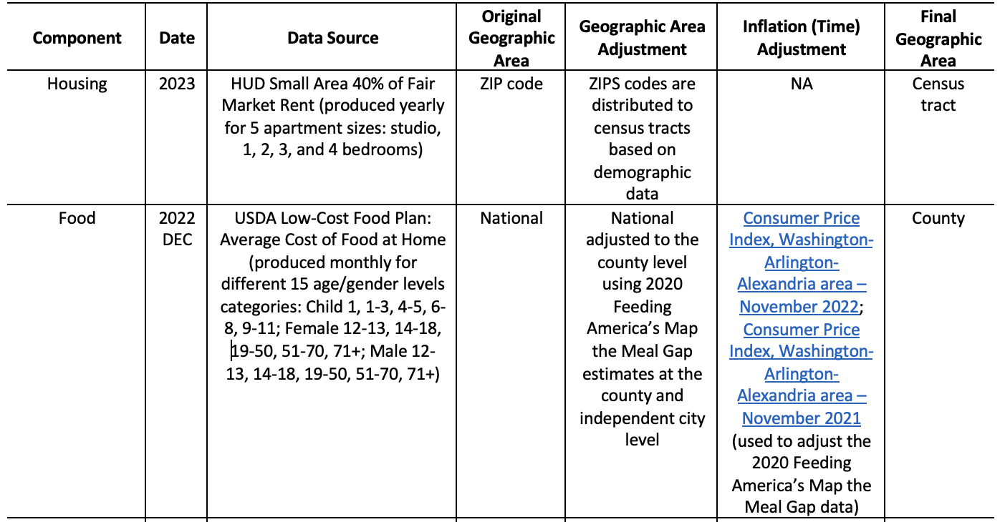 Component
Date
Data Source
Original
Geographic
Area
Geographic Area
Adjustment
Inflation (Time)
Adjustment
Final
Geographic
Area
Housing
2023
HUD Small Area 40% of Fair
Market Rent (produced yearly
for 5 apartment sizes: studio,
1, 2, 3, and 4 bedrooms)
ZIP code
ZIPS codes are
distributed to
census tracts
based on
demographic
data
NA
Census
tract
Food
2022
DEC
USDA Low-Cost Food Plan:
Average Cost of Food at Home
(produced monthly for
different 15 age/gender levels
categories: Child 1, 1-3, 4-5, 6-
8, 9-11; Female 12-13, 14-18,
19-50, 51-70, 71+; Male 12-
13, 14-18, 19-50, 51-70, 71+)
National
National
adjusted to the
county level
using 2020
Feeding
America’s Map
the Meal Gap
estimates at the
county and
independent city
level
Consumer Price
Index, Washington-
Arlington-
Alexandria area –
November 2022;
Consumer Price
Index, Washington-
Arlington-
Alexandria area –
November 2021
(used to adjust the
2020 Feeding
America’s Map the
Meal Gap data)
County